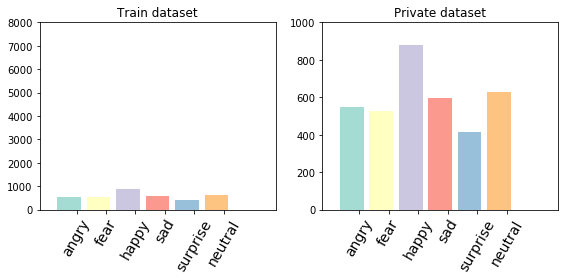 Train dataset
8000
7000
6000
5000
4000
3000
2000
1000
0
angry
fear
happy
sad
surprise
neutral
Private dataset
1000
800
600
400
200
0
angry
fear
happy
sad
surprise
neutral